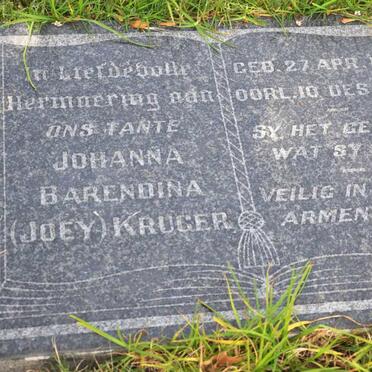 In Liefdevolle
Herinnering aan
ONS TANTE
JOHANNA
BARENDINA
(JOEY) KRUGER
GEB. 27 APR.
OORL. 10 DES
SY HET GE
WAT SY
VEILIG IN
ARMEN